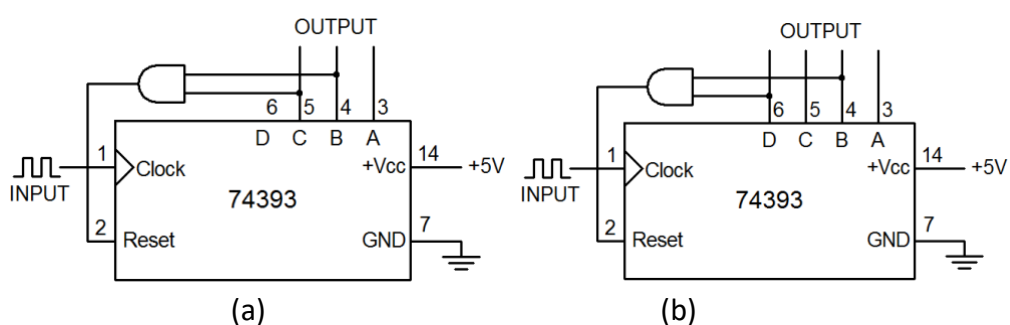 OUTPUT
6 5 4 3
D C B A
1 Clock +Vcc 14 +5V
INPUT
74393
2 Reset GND 7
(a)
OUTPUT
6 5 4 3
D C B A
1 Clock +Vcc 14 +5V
INPUT
74393
2 Reset GND 7
(b)